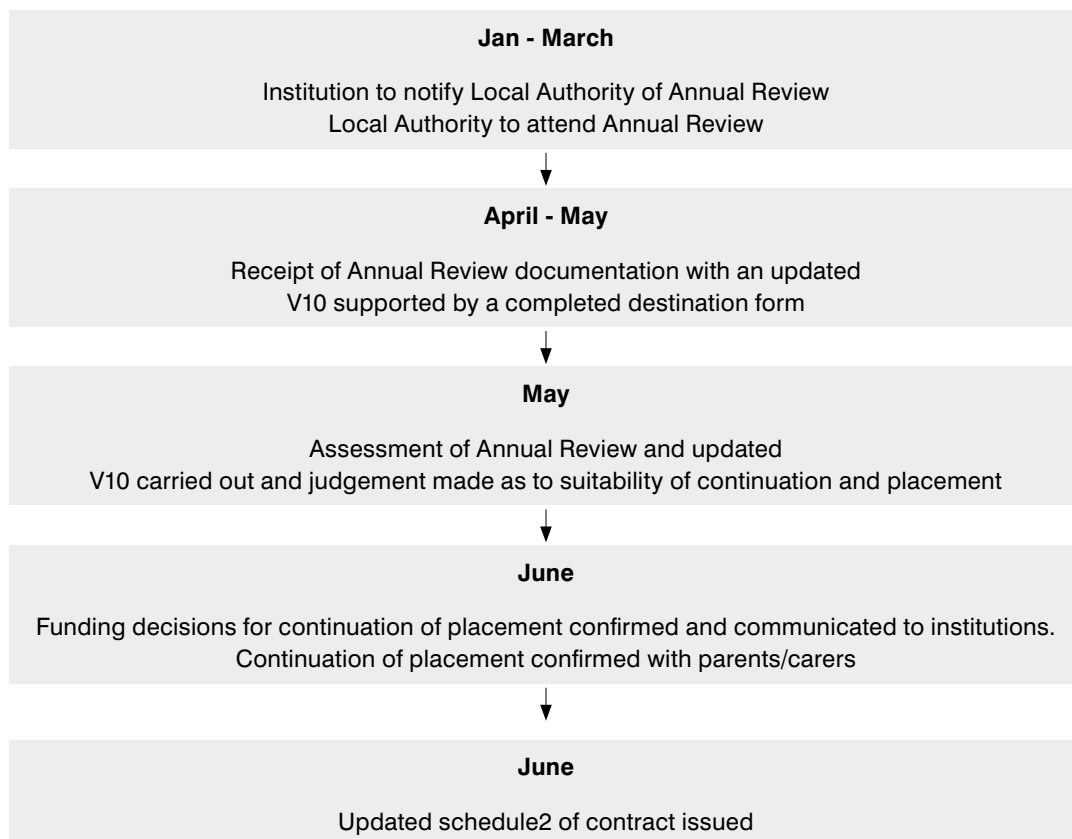 Jan - March
Institution to notify Local Authority of Annual Review
Local Authority to attend Annual Review
April - May
Receipt of Annual Review documentation with an updated
V10 supported by a completed destination form
May
Assessment of Annual Review and updated
V10 carried out and judgement made as to suitability of continuation and placement
June
Funding decisions for continuation of placement confirmed and communicated to institutions.
Continuation of placement confirmed with parents/carers
June
Updated schedule2 of contract issued